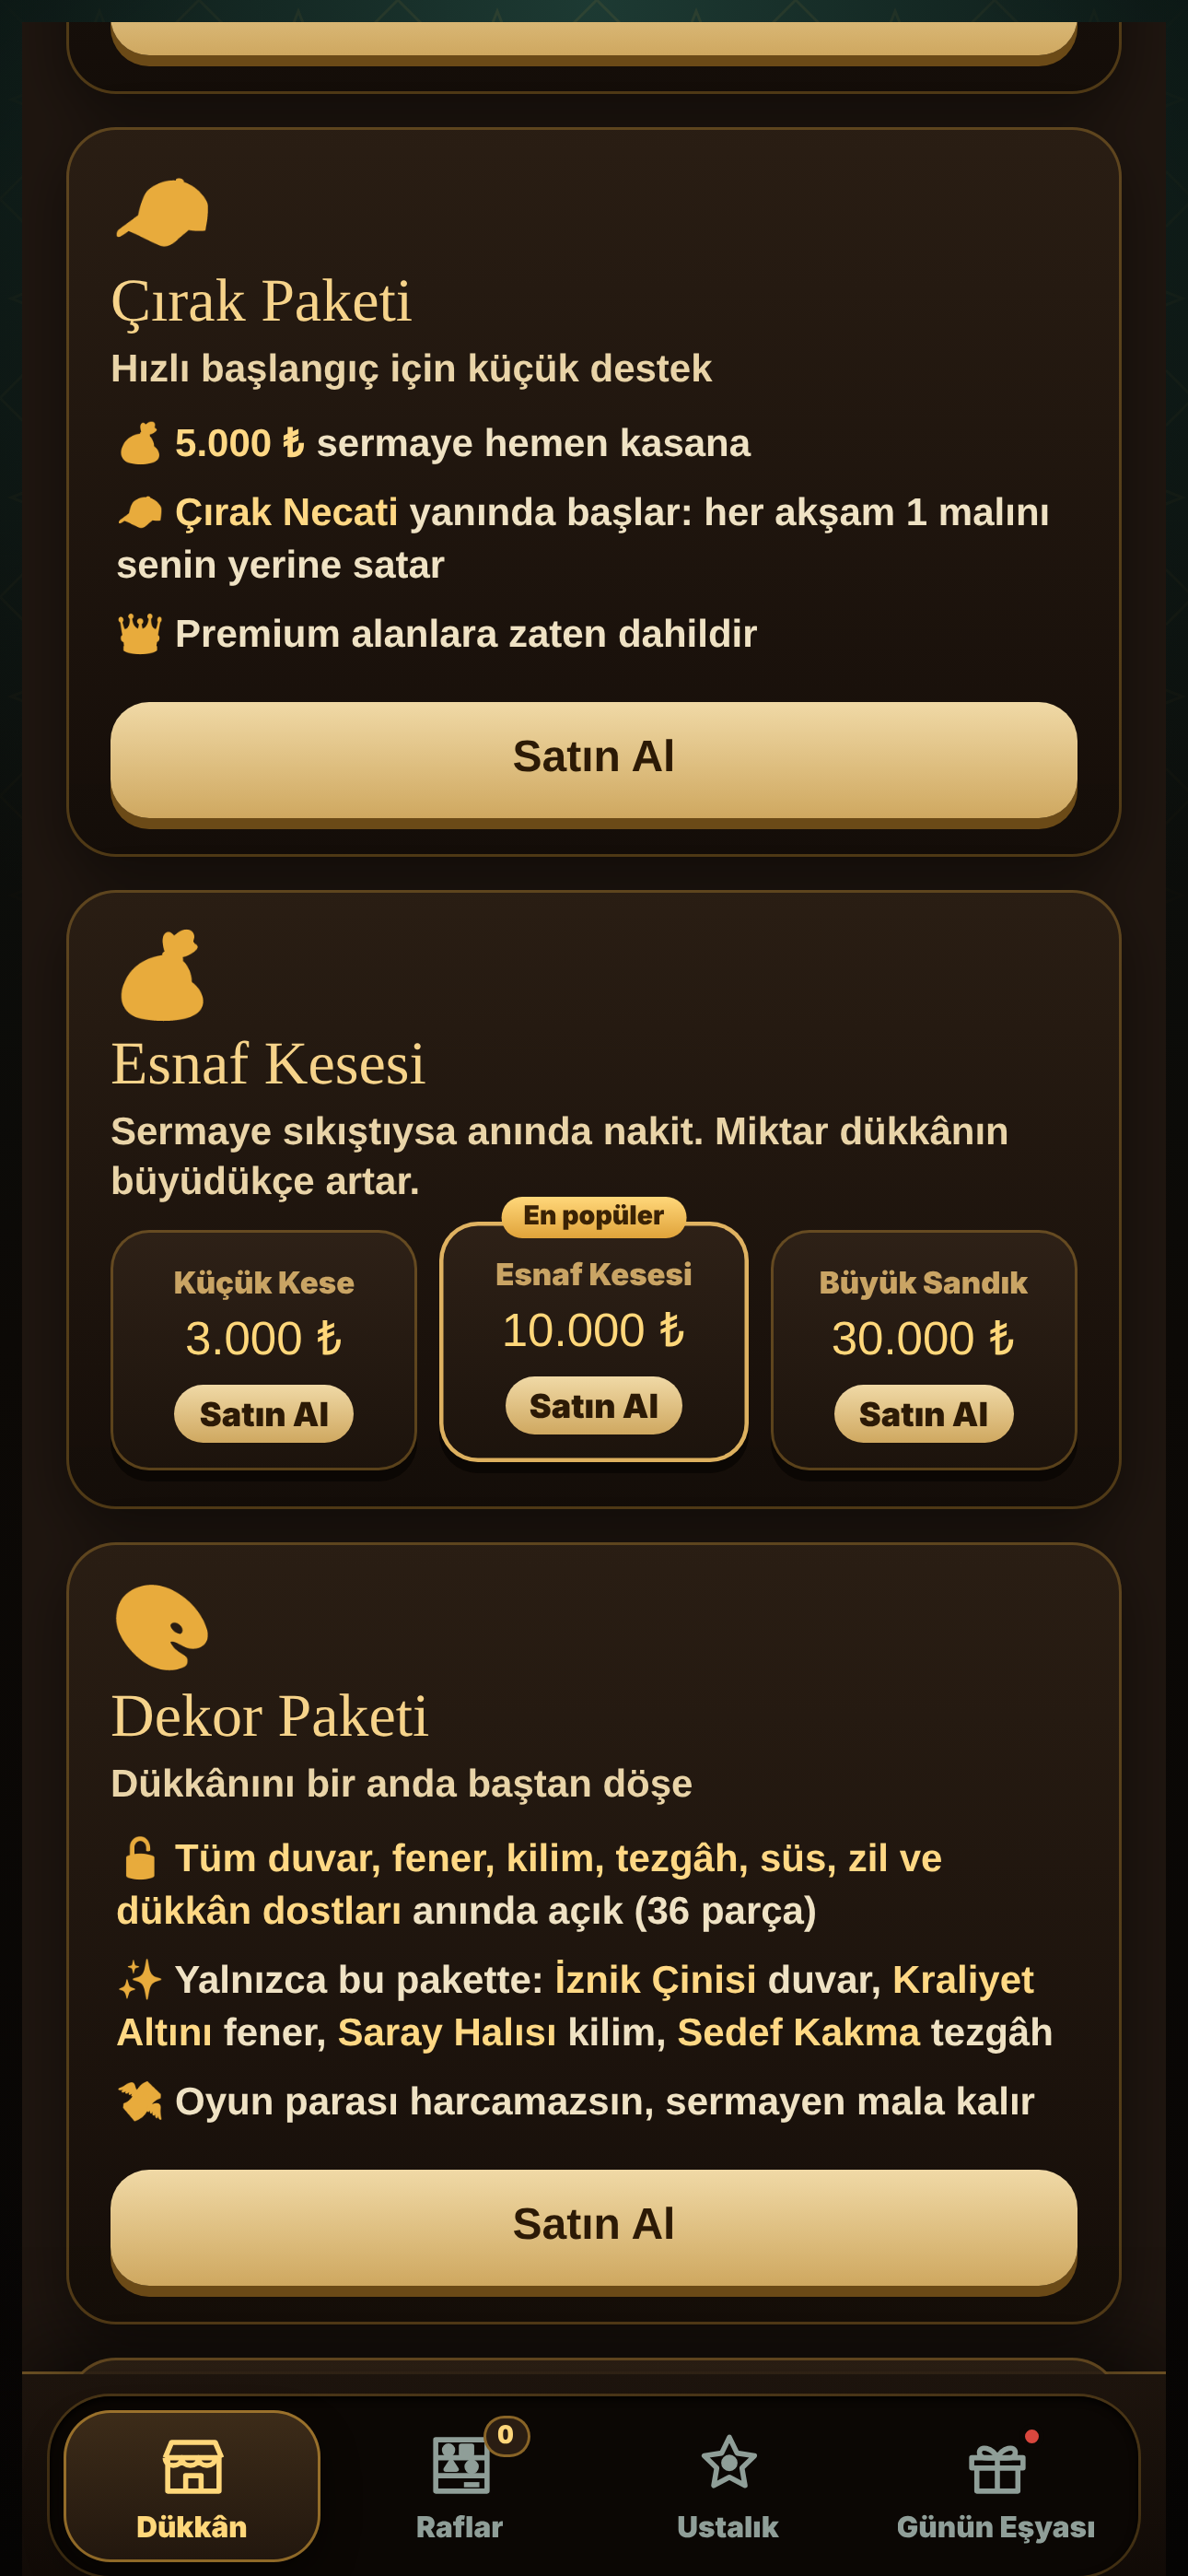 Çırak Paketi
Hızlı başlangıç için küçük destek
5.000 ₺ sermaye hemen kasana
Çırak Necati yanında başlar: her akşam 1 malını
senin yerine satar
Premium alanlara zaten dahildir
Satın Al
Esnaf Kesesi
Sermaye sıkıştıysa anında nakit. Miktar dükkânın
büyüdükçe artar.
En popüler
Küçük Kese
3.000 ₺
Satın Al
Esnaf Kesesi
10.000 ₺
Satın Al
Büyük Sandık
30.000 ₺
Satın Al
Dekor Paketi
Dükkânını bir anda baştan döşe
Tüm duvar, fener, kilim, tezgâh, süs, zil ve
dükkân dostları anında açık (36 parça)
Yalnızca bu pakette: İznik Çinisi duvar, Kraliyet
Altını fener, Saray Halısı kilim, Sedef Kakma tezgâh
Oyun parası harcamazsın, sermayen mala kalır
Satın Al
Dükkân
0
Raflar
Ustalık
Günün Eşyası